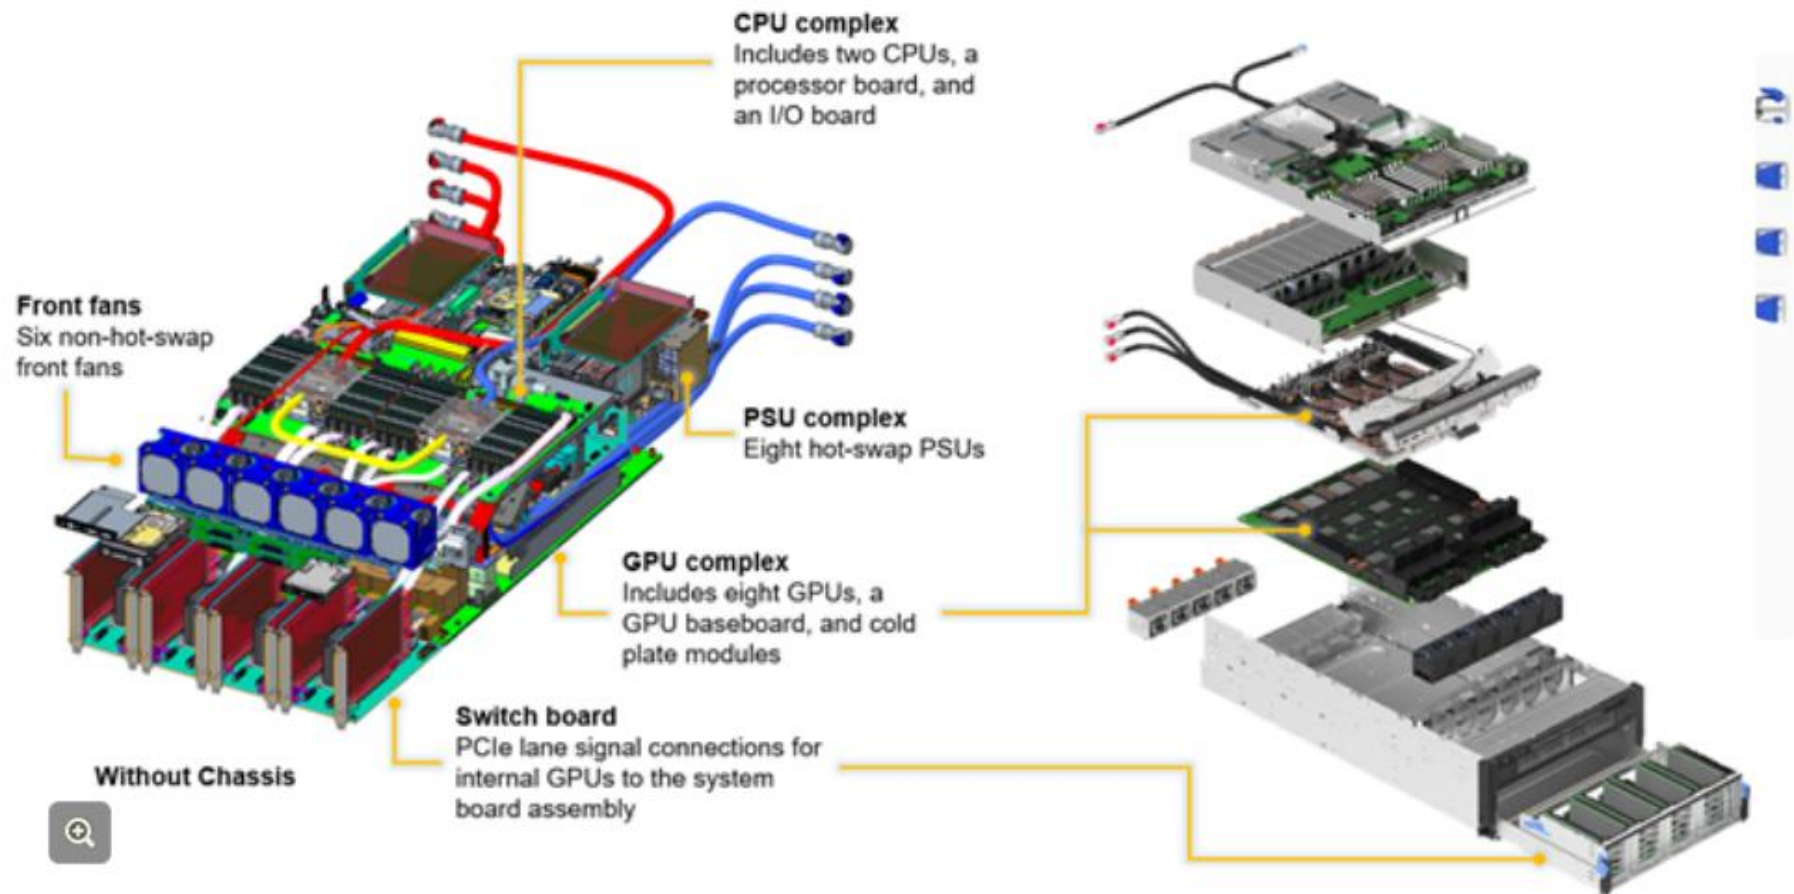 CPU complex
Includes two CPUs, a
processor board, and
an I/O board
Front fans
Six non-hot-swap
front fans
PSU complex
Eight hot-swap PSUs
GPU complex
Includes eight GPUs, a
GPU baseboard, and cold
plate modules
Switch board
PCIe lane signal connections for
internal GPUs to the system
board assembly
Without Chassis